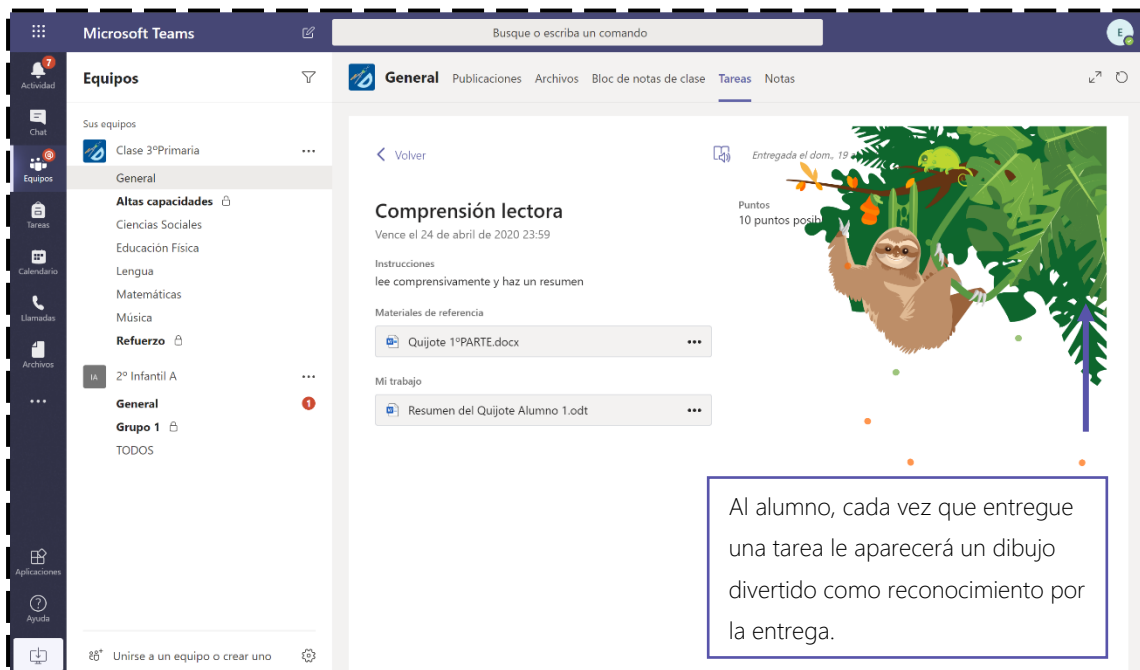 Microsoft Teams
Busque o escriba un comando
E
7
Actividad
Chat
@
Equipos
Tareas
Calendario
Llamadas
Archivos
Aplicaciones
Ayuda
Equipos
Sus equipos
Clase 3ºPrimaria
General
Altas capacidades
Ciencias Sociales
Educación Física
Lengua
Matemáticas
Música
Refuerzo
IA 2º Infantil A
General 1
Grupo 1
TODOS
Unirse a un equipo o crear uno
General Publicaciones Archivos Bloc de notas de clase Tareas Notas
Volver
Entregada el dom., 19
Comprensión lectora
Vence el 24 de abril de 2020 23:59
Puntos
10 puntos posib
Instrucciones
lee comprensivamente y haz un resumen
Materiales de referencia
Quijote 1ºPARTE.docx
Mi trabajo
Resumen del Quijote Alumno 1.odt
Al alumno, cada vez que entregue
una tarea le aparecerá un dibujo
divertido como reconocimiento por
la entrega.